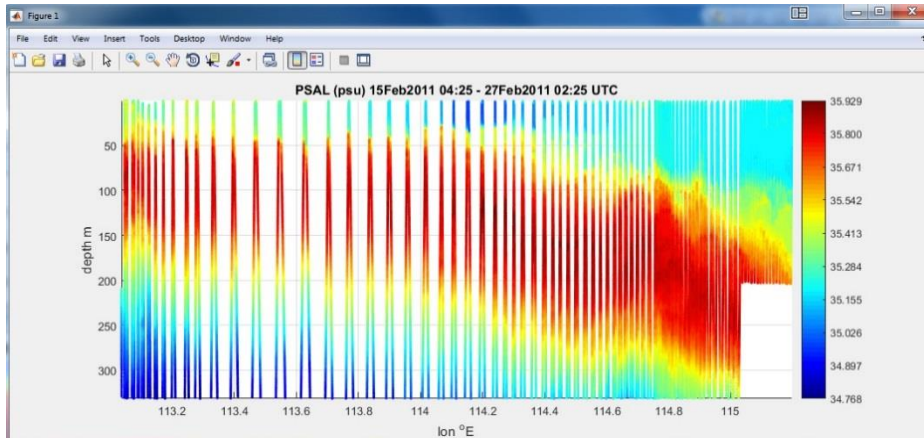 Figure 1
File Edit View Insert Tools Desktop Window Help
PSAL (psu) 15Feb2011 04:25 - 27Feb2011 02:25 UTC
depth m
50
100
150
200
250
300
113.2 113.4 113.6 113.8 114 114.2 114.4 114.6 114.8 115
lon °E
35.929
35.800
35.671
35.542
35.413
35.284
35.155
35.026
34.897
34.768